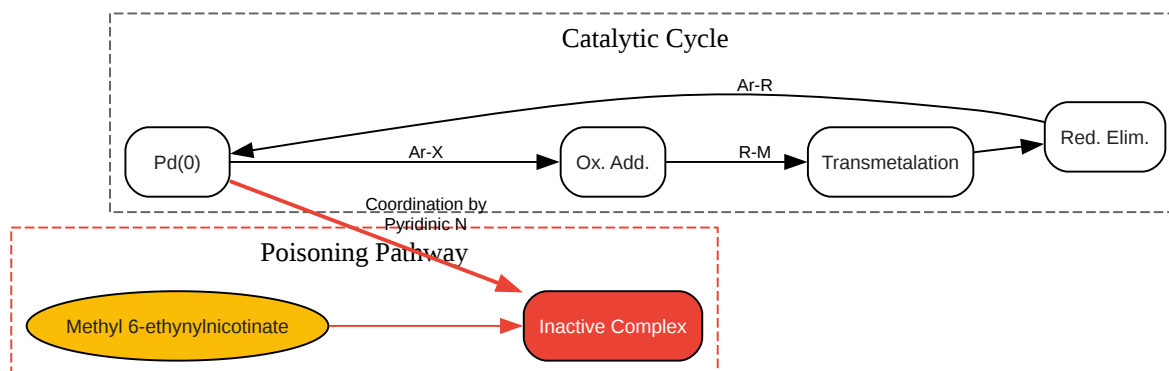 Catalytic Cycle
Ar-R
Pd(0)
Ar-X
Ox. Add.
R-M
Transmetalation
Red. Elim.
Coordination by
Pyridinic N
Poisoning Pathway
Methyl 6-ethynylnicotinate
Inactive Complex